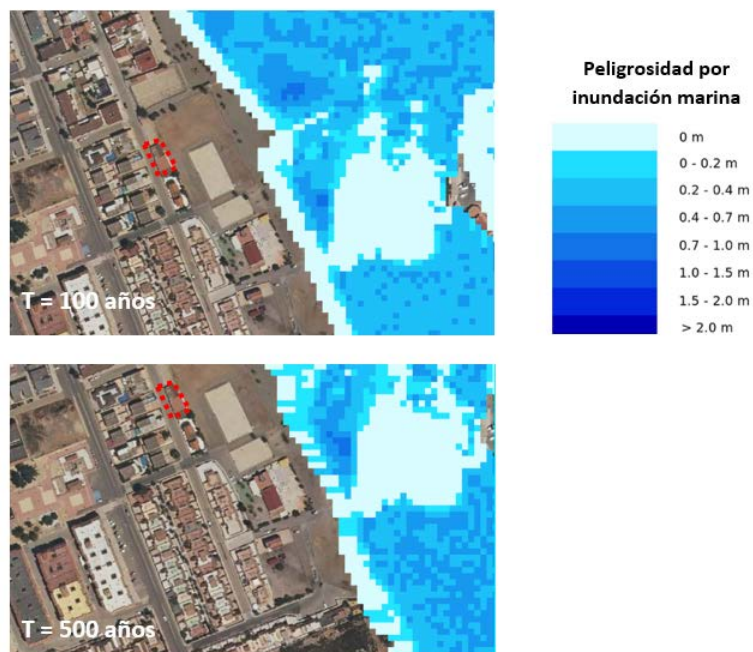 Peligrosidad por
inundación marina
0 m
0 - 0.2 m
0.2 - 0.4 m
0.4 - 0.7 m
0.7 - 1.0 m
1.0 - 1.5 m
1.5 - 2.0 m
> 2.0 m
T = 100 años
T = 500 años